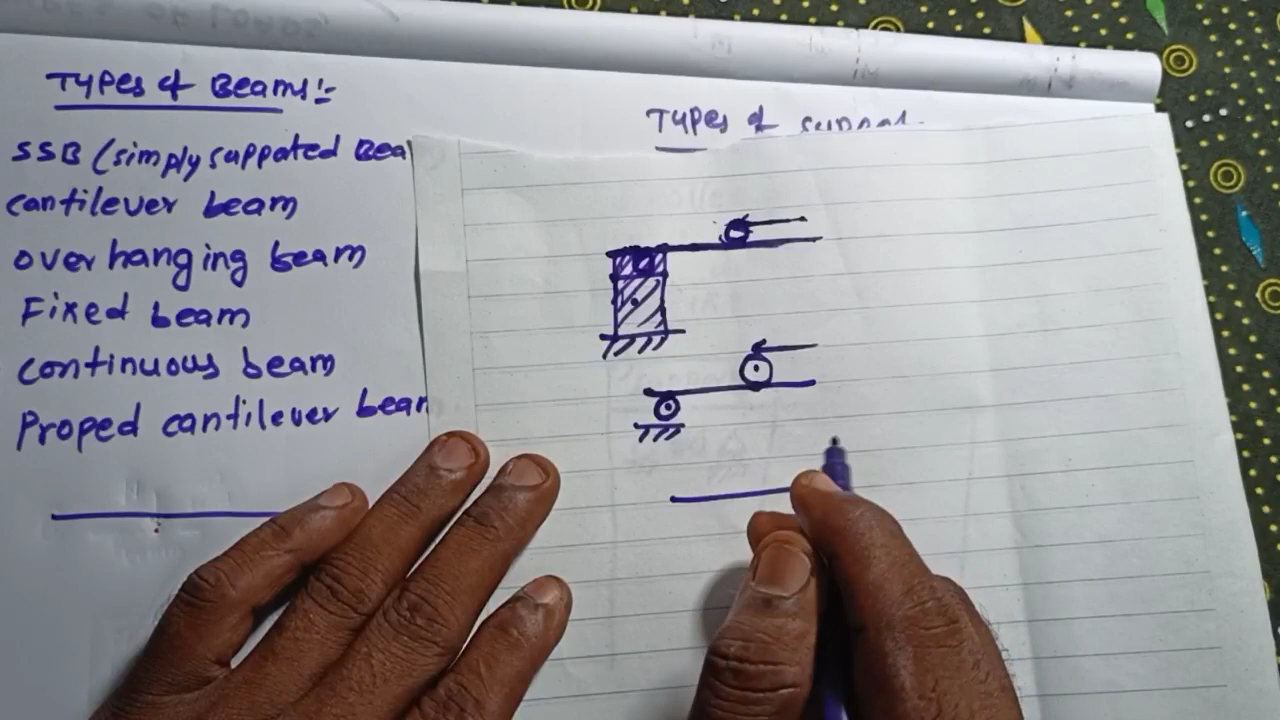 Types of Beams:-
SSB (simply supported Bea
cantilever beam
overhanging beam
Fixed beam
continuous beam
Proped cantilever bear
Types of